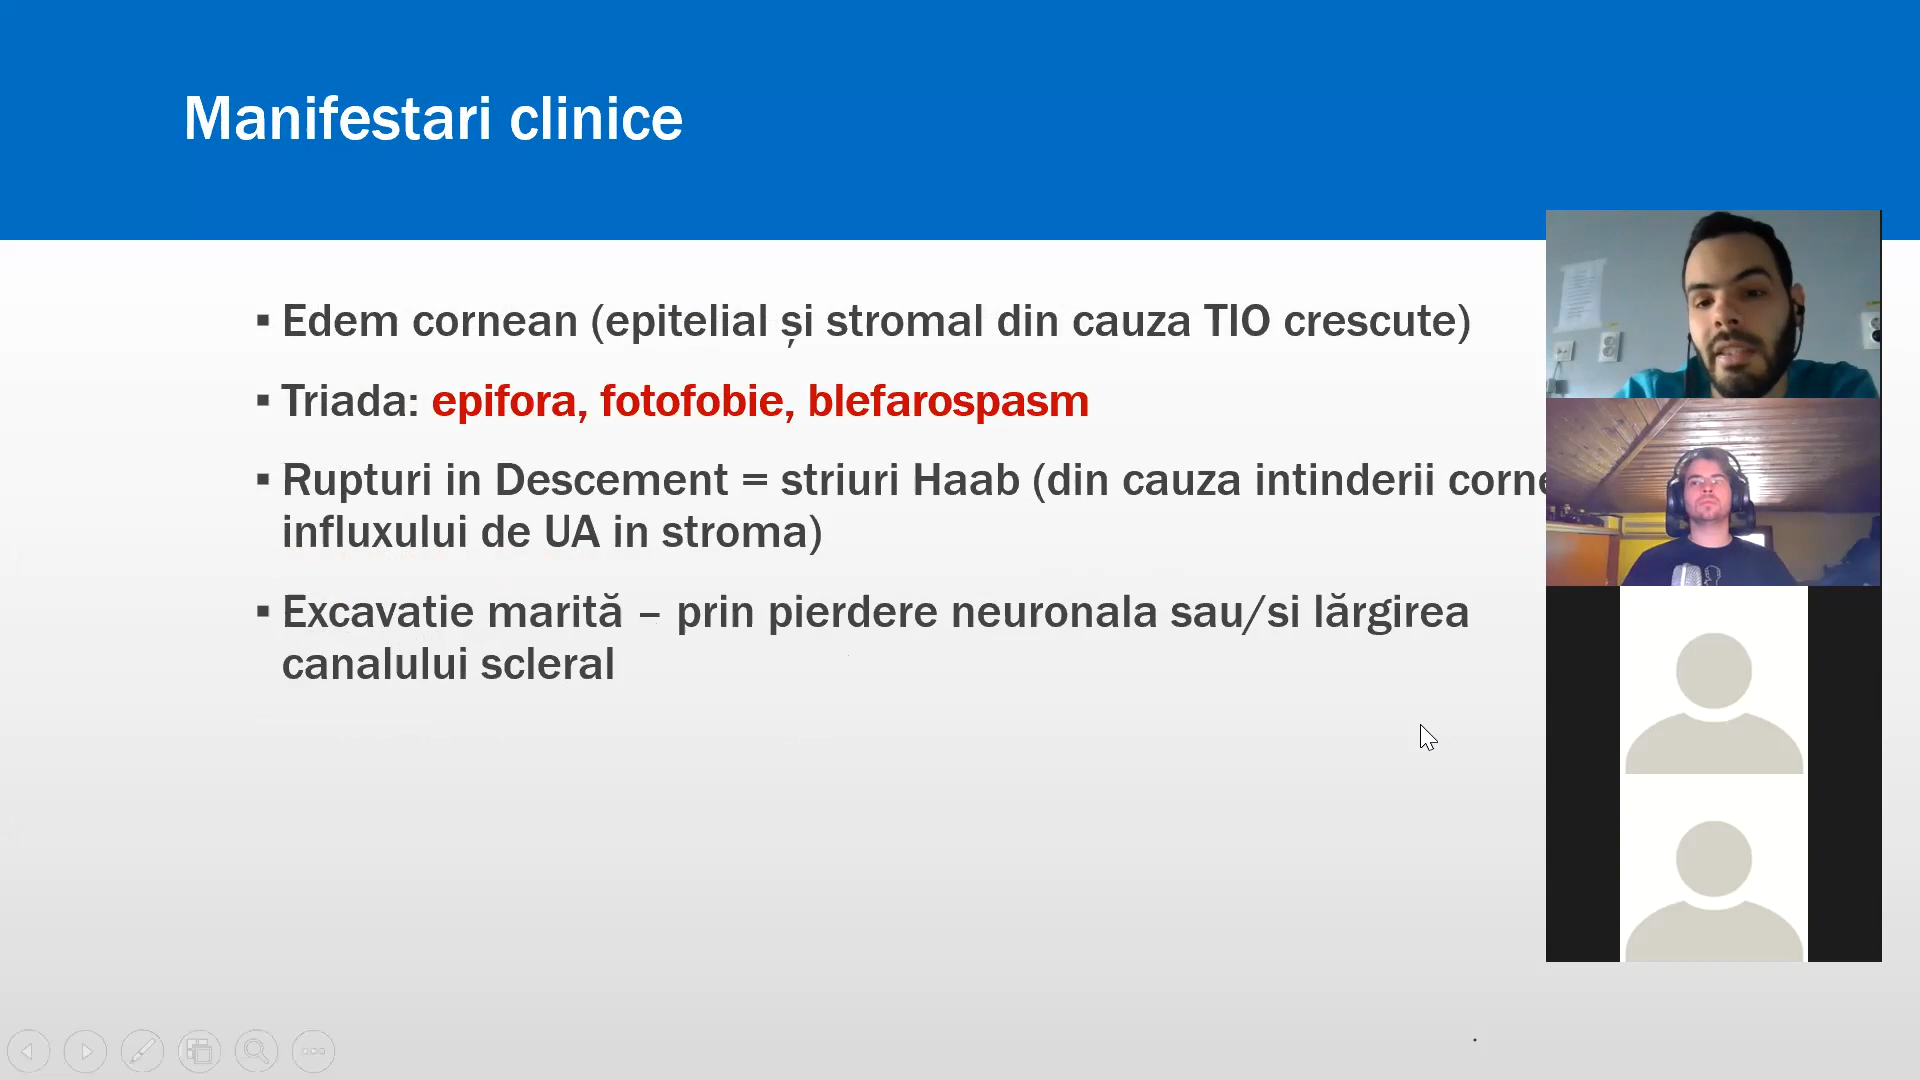 Manifestari clinice
▪ Edem cornean (epitelial și stromal din cauza TIO crescute)
▪ Triada: epifora, fotofobie, blefarospasm
▪ Rupturi in Descement = striuri Haab (din cauza intinderii corne
influxului de UA in stroma)
▪ Excavatie marită – prin pierdere neuronala sau/si lărgirea
canalului scleral